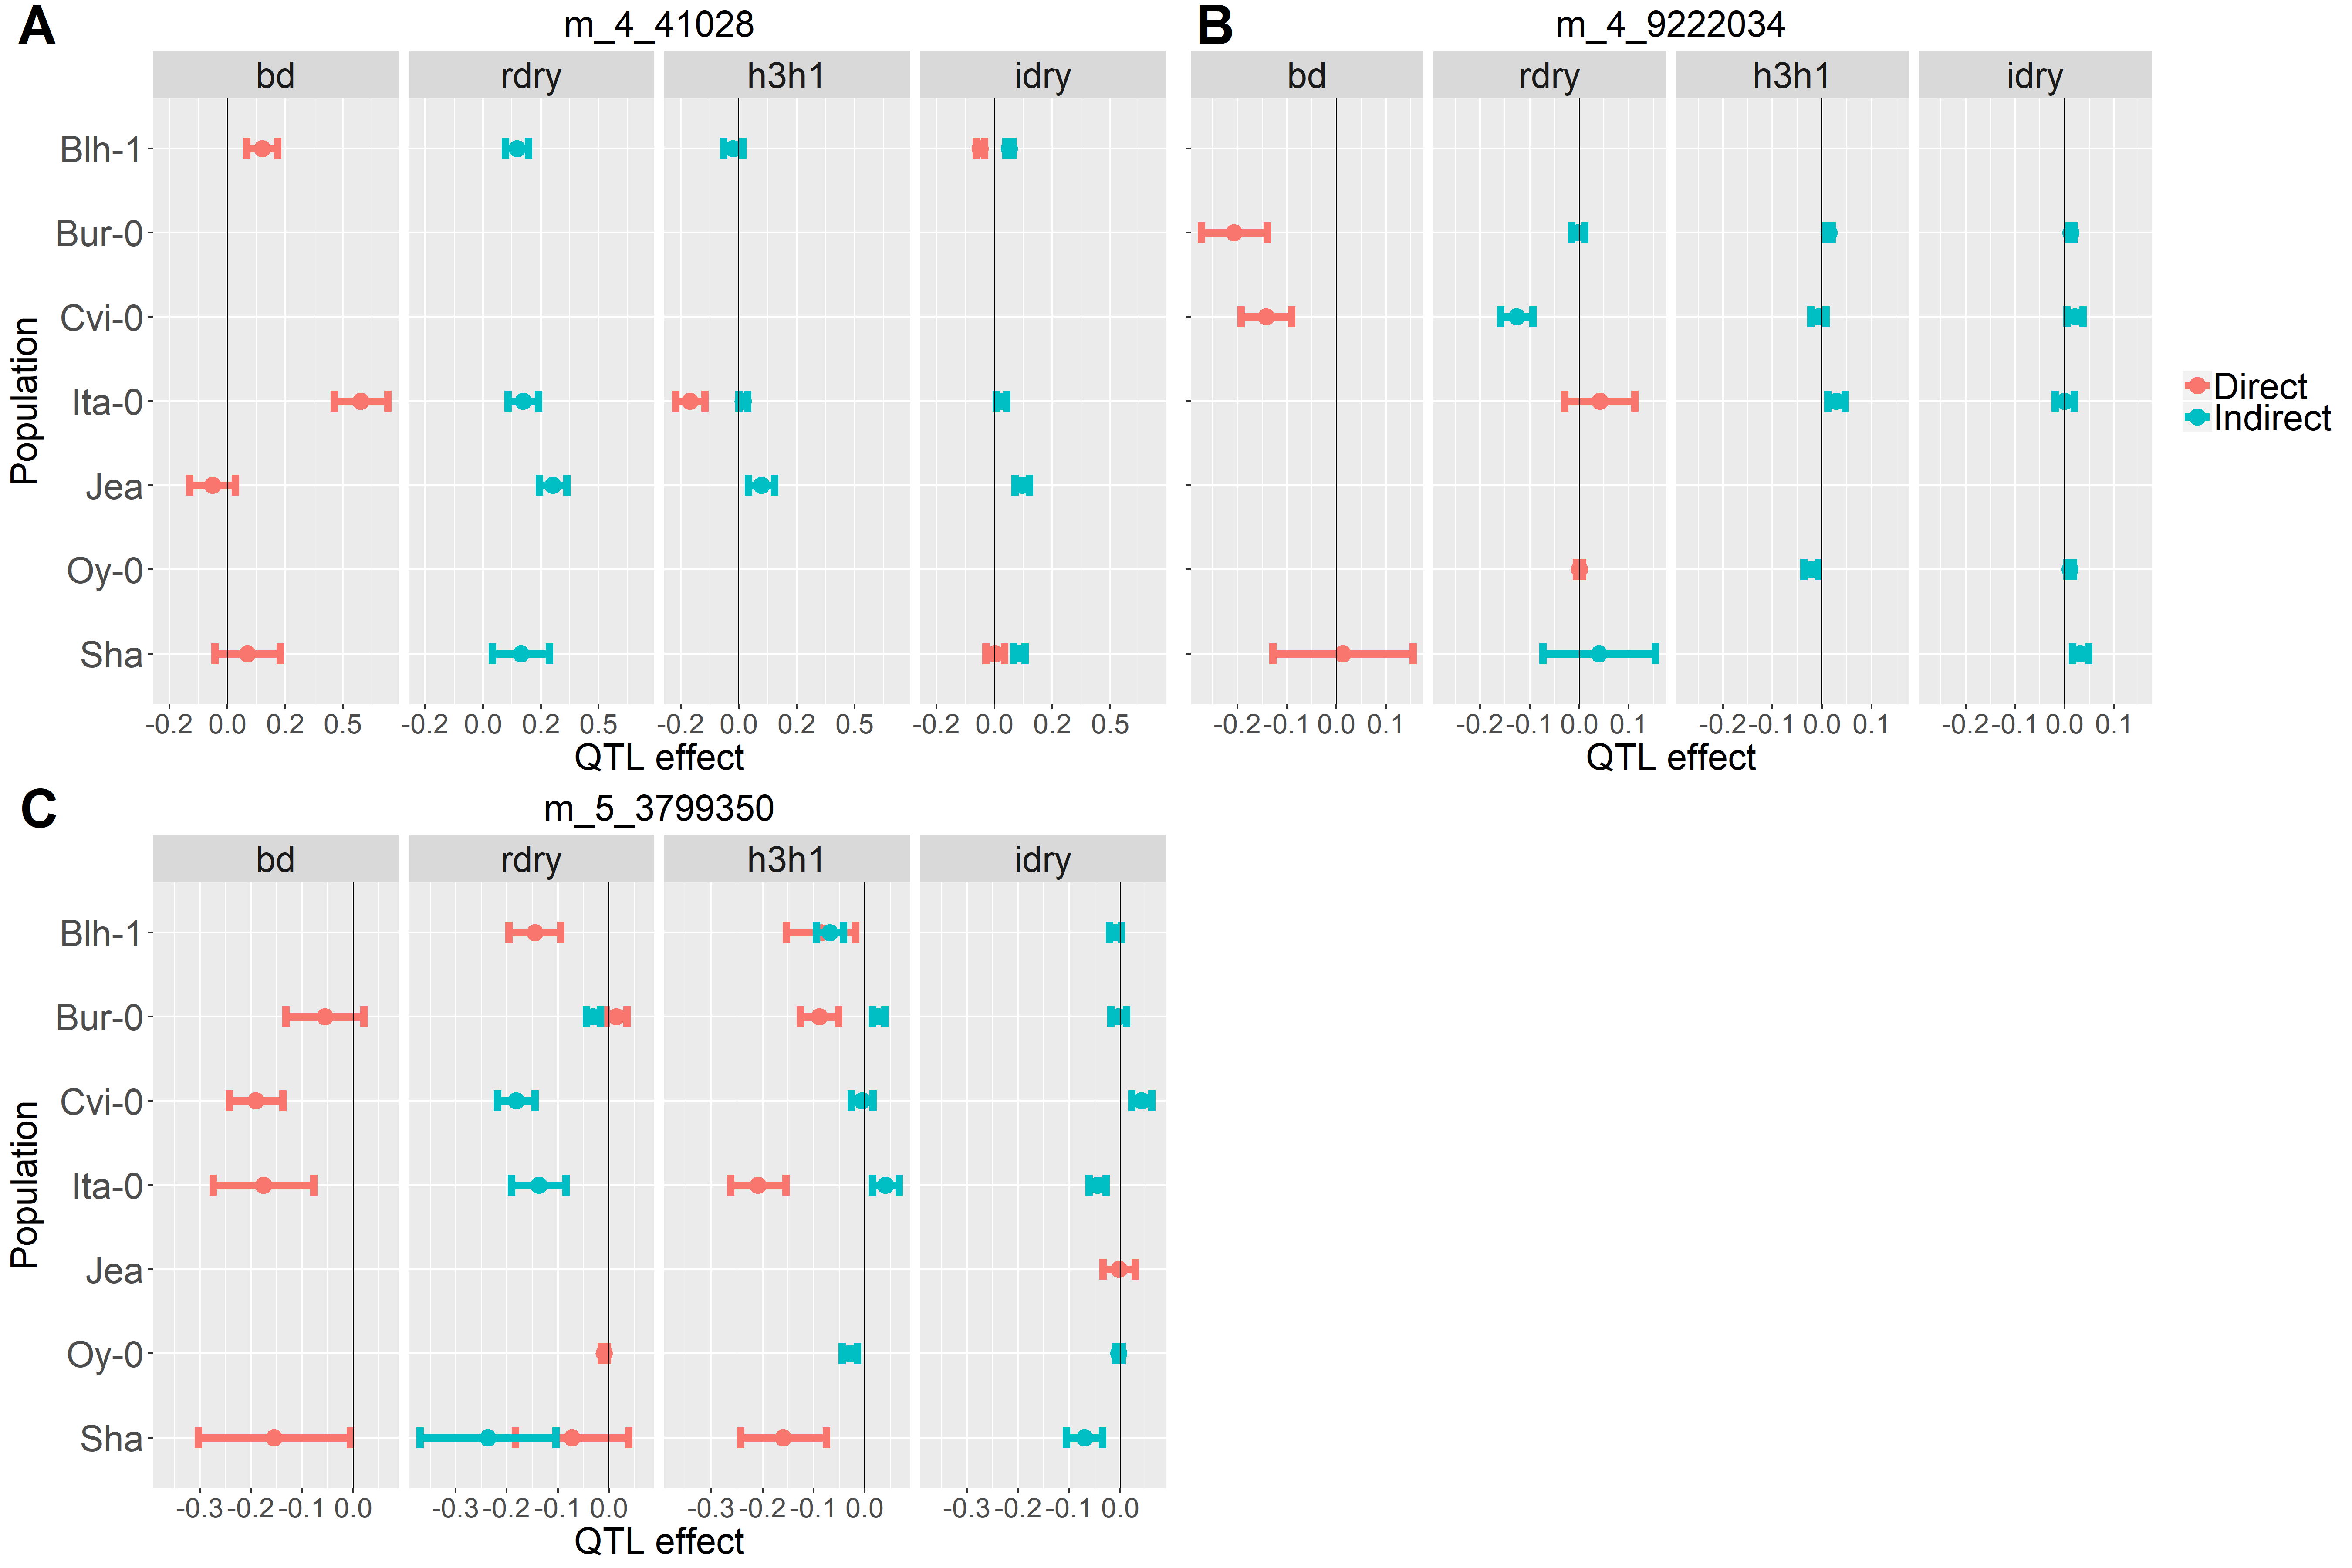 A
m_4_41028
bd rdry h3h1 idry
Population
Blh-1
Bur-0
Cvi-0
Ita-0
Jea
Oy-0
Sha
-0.2 0.0 0.2 0.5 -0.2 0.0 0.2 0.5 -0.2 0.0 0.2 0.5 -0.2 0.0 0.2 0.5
QTL effect
B
m_4_9222034
bd rdry h3h1 idry
-0.2 -0.1 0.0 0.1 -0.2 -0.1 0.0 0.1 -0.2 -0.1 0.0 0.1 -0.2 -0.1 0.0 0.1
QTL effect
Direct
Indirect
C
m_5_3799350
bd rdry h3h1 idry
Population
Blh-1
Bur-0
Cvi-0
Ita-0
Jea
Oy-0
Sha
-0.3 -0.2 -0.1 0.0 -0.3 -0.2 -0.1 0.0 -0.3 -0.2 -0.1 0.0 -0.3 -0.2 -0.1 0.0
QTL effect